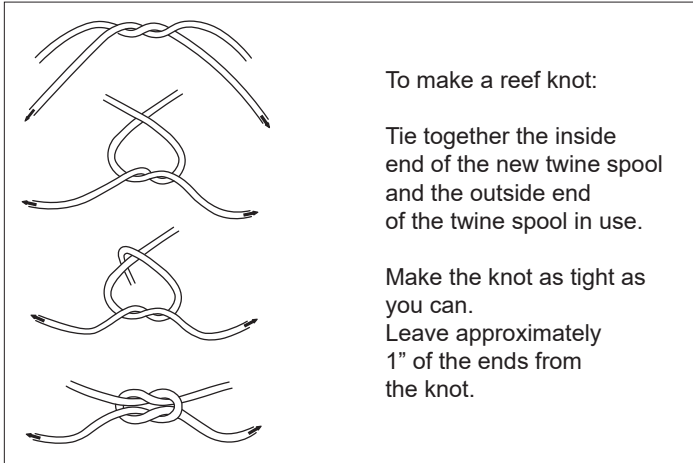 To make a reef knot:
Tie together the inside
end of the new twine spool
and the outside end
of the twine spool in use.
Make the knot as tight as
you can.
Leave approximately
1” of the ends from
the knot.